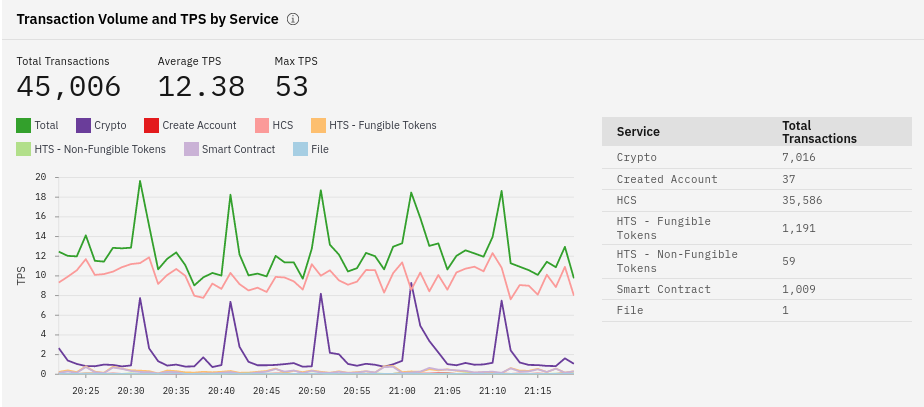 Transaction Volume and TPS by Service
Total Transactions Average TPS Max TPS
45,006 12.38 53
Total Crypto Create Account HCS HTS - Fungible Tokens
HTS - Non-Fungible Tokens Smart Contract File
TPS
20
18
16
14
12
10
8
6
4
2
0
20:25 20:30 20:35 20:40 20:45 20:50 20:55 21:00 21:05 21:10 21:15
Service Total
Transactions
Crypto 7,016
Created Account 37
HCS 35,586
HTS - Fungible
Tokens 1,191
HTS - Non-Fungible
Tokens 59
Smart Contract 1,009
File 1